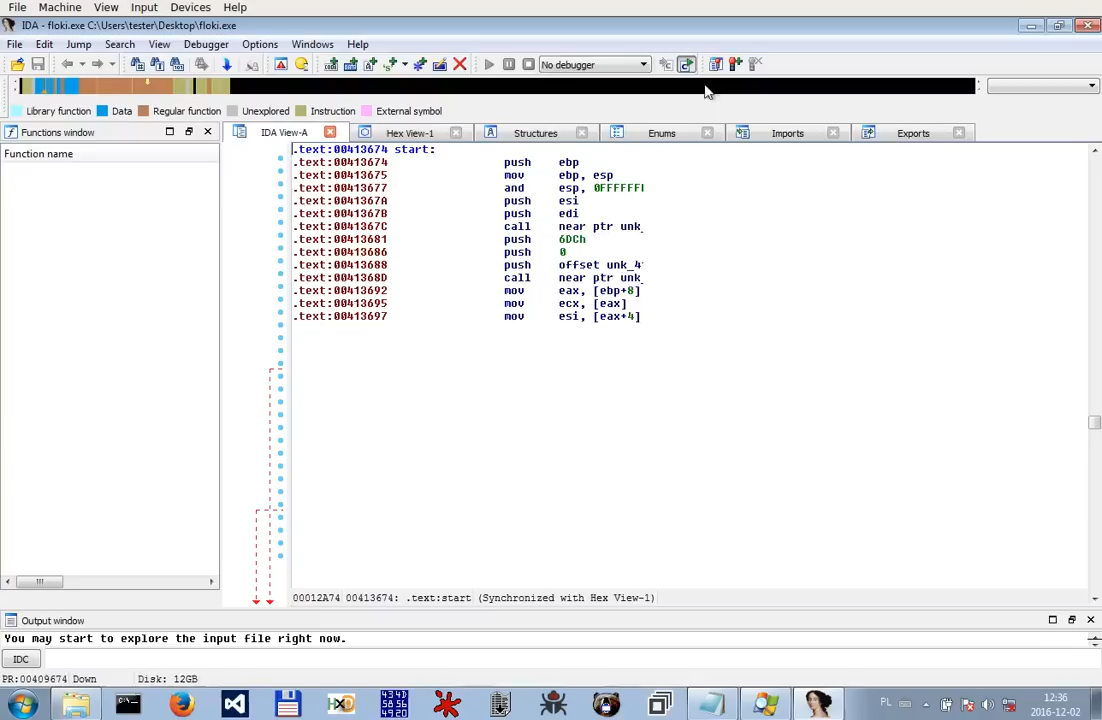 File Machine View Input Devices Help
IDA - floki.exe C:\Users\tester\Desktop\floki.exe
File Edit Jump Search View Debugger Options Windows Help
No debugger
Library function Data Regular function Unexplored Instruction External symbol
Functions window
IDA View-A Hex View-1 Structures Enums Imports Exports
Function name
.text:00413674 start:
.text:00413674 push ebp
.text:00413675 mov ebp, esp
.text:00413677 and esp, 0FFFFFF
.text:0041367A push esi
.text:0041367B push edi
.text:0041367C call near ptr unk_
.text:00413681 push 6DCh
.text:00413686 push 0
.text:00413688 push offset unk_4
.text:0041368D call near ptr unk_
.text:00413692 mov eax, [ebp+8]
.text:00413695 mov ecx, [eax]
.text:00413697 mov esi, [eax+4]
00012A74 00413674: .text:start (Synchronized with Hex View-1)
Output window
You may start to explore the input file right now.
IDC
PR:00409674 Down Disk: 12GB
434D
5856
4920
PL
12:36
2016-12-02